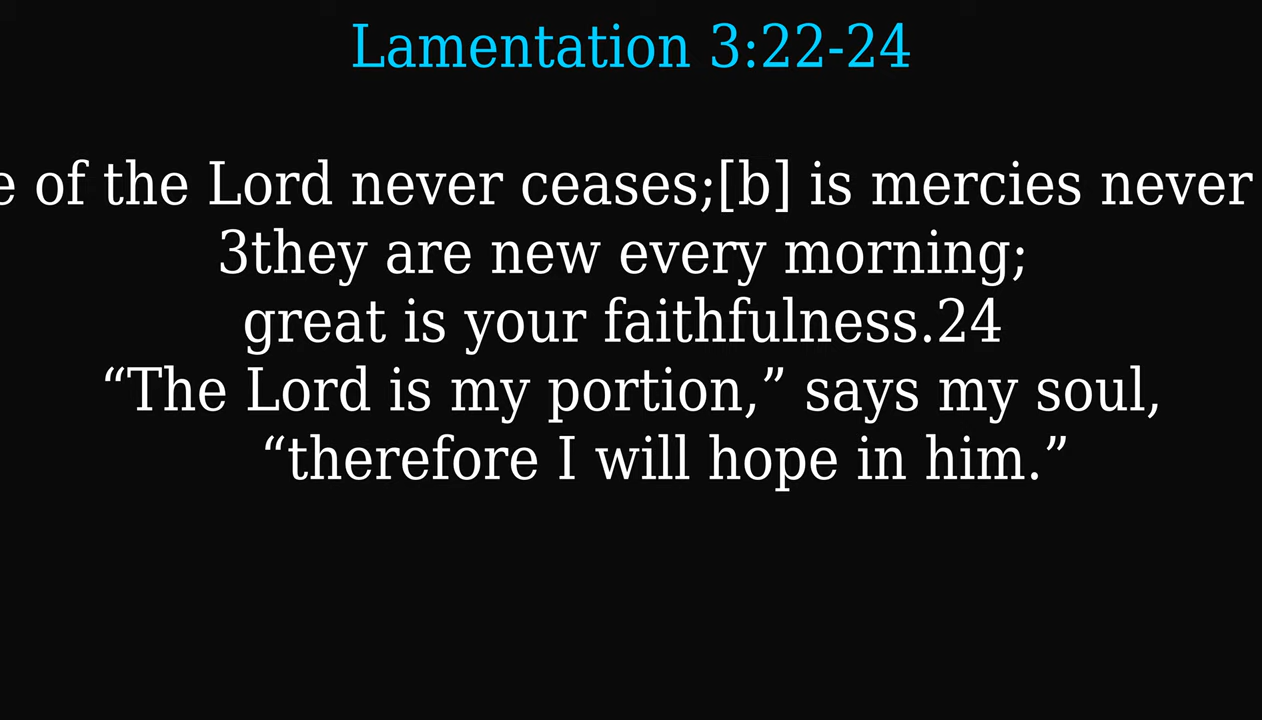 Lamentation 3:22-24
e of the Lord never ceases;[b] is mercies never
3they are new every morning;
great is your faithfulness.24
“The Lord is my portion,” says my soul,
“therefore I will hope in him.”